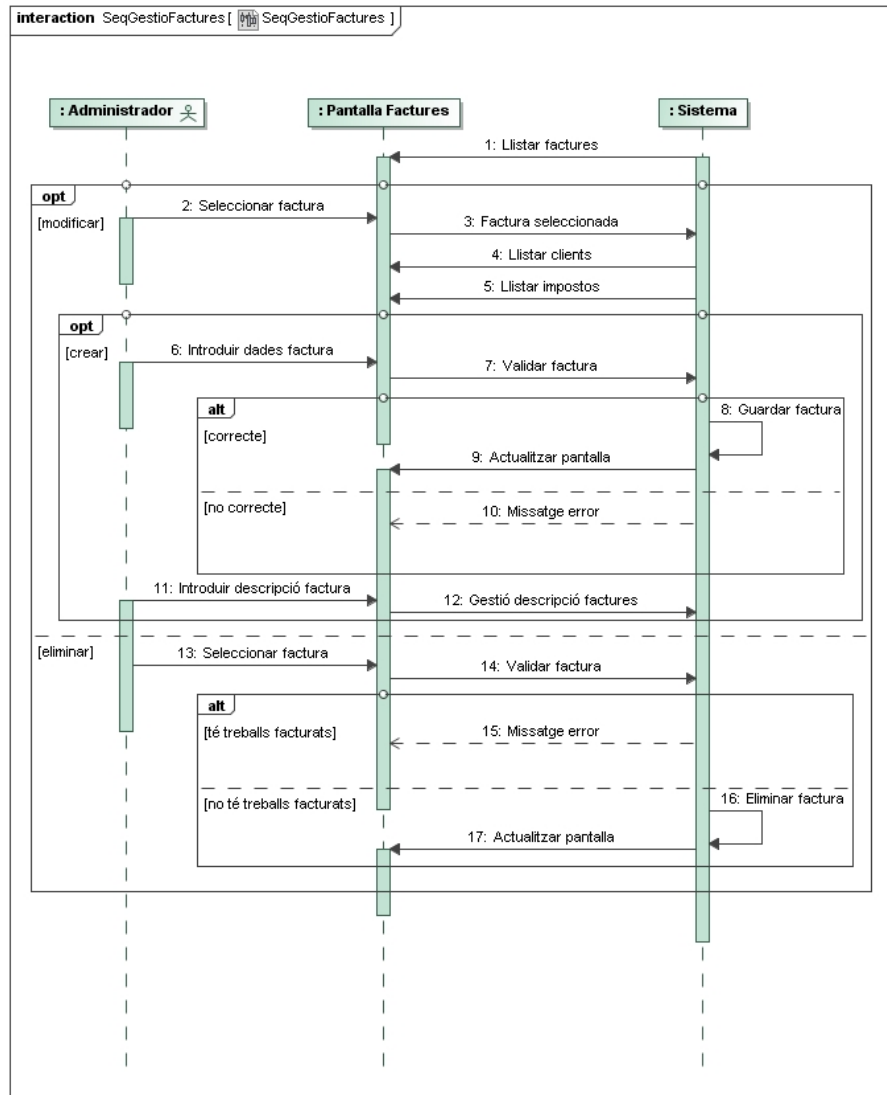 interaction SeqGestioFactures [ SeqGestioFactures ]
: Administrador
: Pantalla Factures
: Sistema
1: Llistar factures
opt
[modificar]
2: Seleccionar factura
3: Factura seleccionada
4: Llistar clients
5: Llistar impostos
opt
[crear]
6: Introduir dades factura
7: Validar factura
alt
[correcte]
8: Guardar factura
9: Actualitzar pantalla
[no correcte]
10: Missatge error
11: Introduir descripció factura
12: Gestió descripció factures
[eliminar]
13: Seleccionar factura
14: Validar factura
alt
[té treballs facturats]
15: Missatge error
[no té treballs facturats]
16: Eliminar factura
17: Actualitzar pantalla